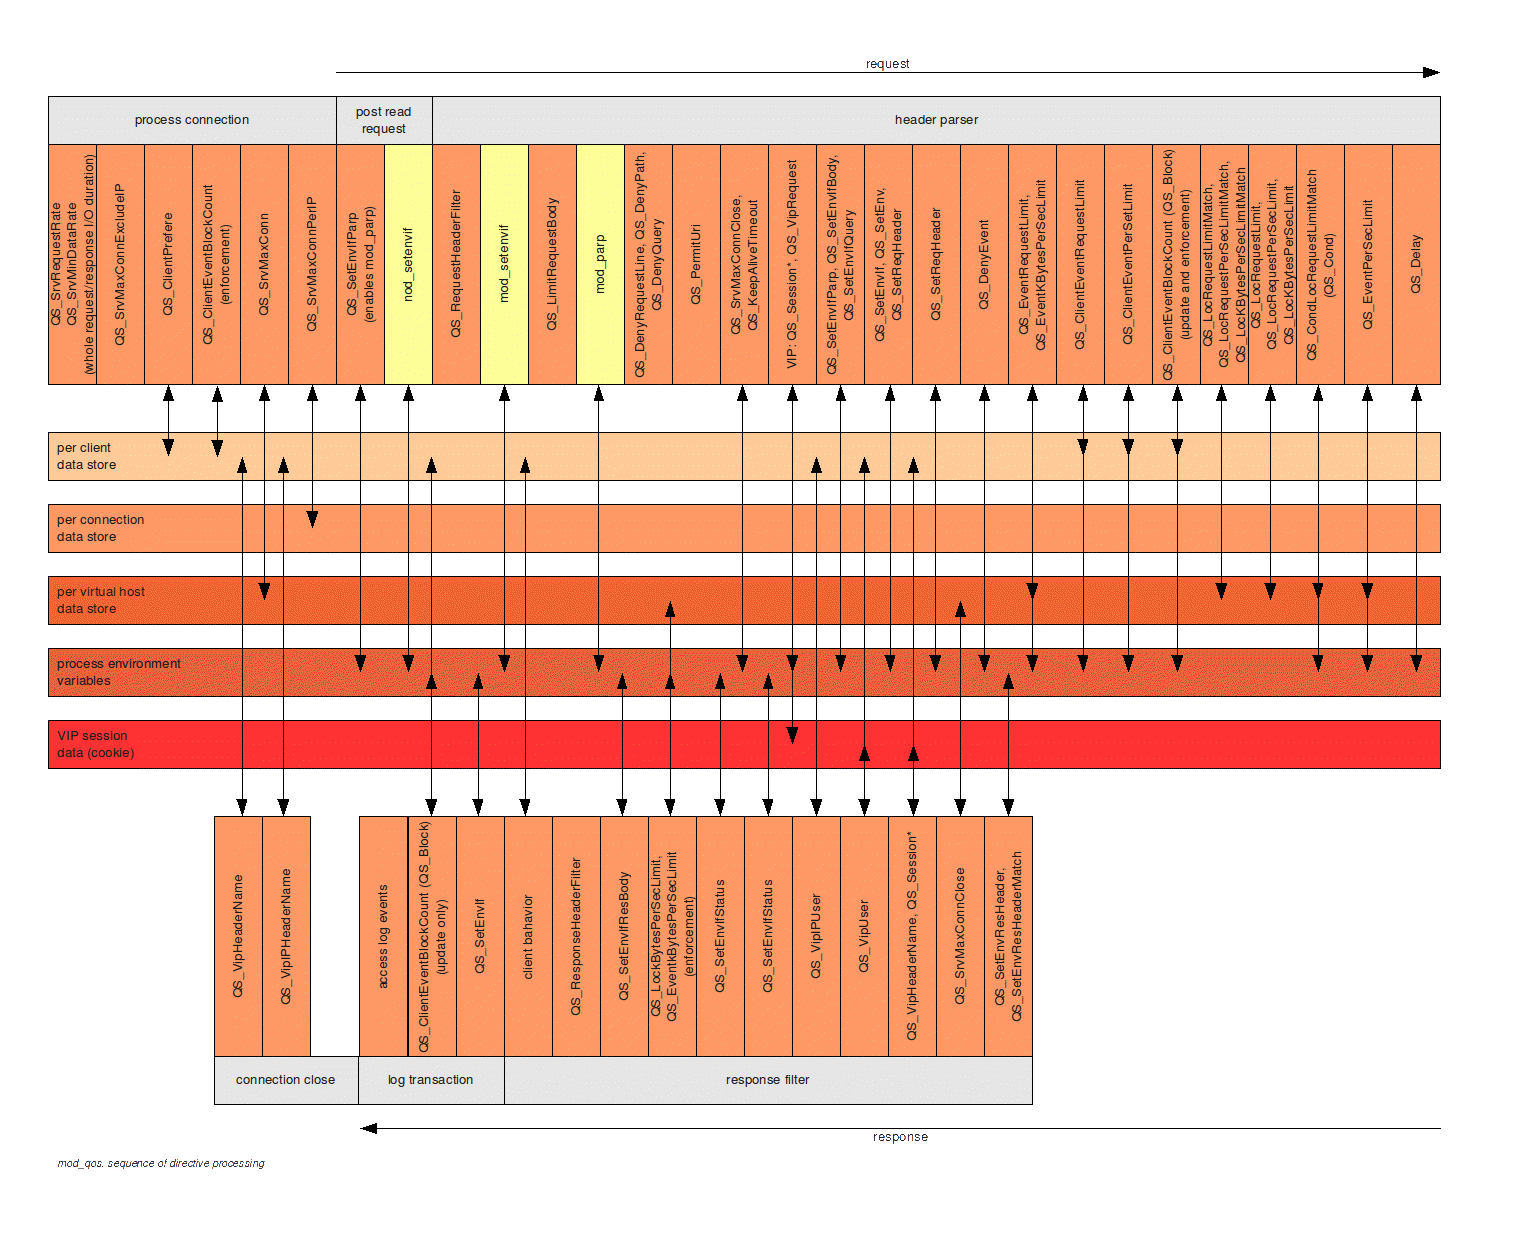 request
process connection
post read
request
header parser
QS_SrvRequestRate
QS_SrvMinDataRate
(whole request/response I/O duration)
QS_SrvMaxConnExcludeIP
QS_ClientPrefere
QS_ClientEventBlockCount
(enforcement)
QS_SrvMaxConn
QS_SrvMaxConnPerIP
QS_SetEnvIfParp
(enables mod_parp)
nod_setenvif
QS_RequestHeaderFilter
mod_setenvif
QS_LimitRequestBody
mod_parp
QS_DenyRequestLine, QS_DenyPath,
QS_DenyQuery
QS_PermitUri
QS_SrvMaxConnClose,
QS_KeepAliveTimeout
VIP: QS_Session*, QS_VipRequest
QS_SetEnvIfParp, QS_SetEnvIfBody,
QS_SetEnvIfQuery
QS_SetEnvIf, QS_SetEnv,
QS_SetReqHeader
QS_SetReqHeader
QS_DenyEvent
QS_EventRequestLimit,
QS_EventKBytesPerSecLimit
QS_ClientEventRequestLimit
QS_ClientEventPerSetLimit
QS_ClientEventBlockCount (QS_Block)
(update and enforcement)
QS_LocRequestLimitMatch,
QS_LocRequestPerSecLimitMatch,
QS_LocKBytesPerSecLimitMatch
QS_LocRequestLimit,
QS_LocRequestPerSecLimit,
QS_LocKBytesPerSecLimit
QS_CondLocRequestLimitMatch
(QS_Cond)
QS_EventPerSecLimit
QS_Delay
per client
data store
per connection
data store
per virtual host
data store
process environment
variables
VIP session
data (cookie)
QS_VipHeaderName
QS_VipIPHeaderName
access log events
QS_ClientEventBlockCount (QS_Block)
(update only)
QS_SetEnvIf
client bahavior
QS_ResponseHeaderFilter
QS_SetEnvIfResBody
QS_LockBytesPerSecLimit,
QS_EventkBytesPerSecLimit
(enforcement)
QS_SetEnvIfStatus
QS_SetEnvIfStatus
QS_VipIPUser
QS_VipUser
QS_VipHeaderName, QS_Session*
QS_SrvMaxConnClose
QS_SetEnvResHeader,
QS_SetEnvResHeaderMatch
connection close
log transaction
response filter
response
mod_qos. sequence of directive processing